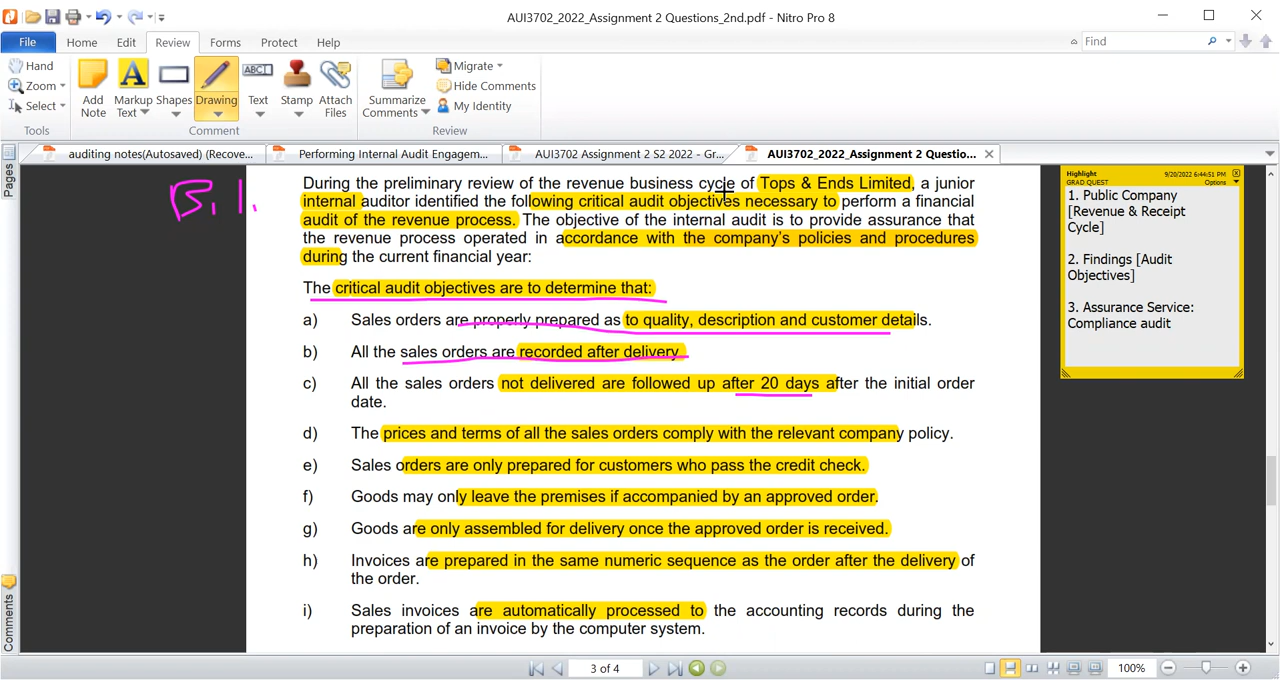 AUI3702_2022_Assignment 2 Questions_2nd.pdf - Nitro Pro 8
File Home Edit Review Forms Protect Help Find
Hand
Zoom
Select
Tools
Add Note
Markup Text
Shapes
Drawing
Text
Stamp
Attach Files
Comment
Summarize Comments
Migrate
Hide Comments
My Identity
Review
auditing notes(Autosaved) (Recove... Performing Internal Audit Engagem... AUI3702 Assignment 2 S2 2022 - Gr... AUI3702_2022_Assignment 2 Questio...
Pages
B. 1.
During the preliminary review of the revenue business cycle of Tops & Ends Limited, a junior
internal auditor identified the following critical audit objectives necessary to perform a financial
audit of the revenue process. The objective of the internal audit is to provide assurance that
the revenue process operated in accordance with the company's policies and procedures
during the current financial year:
The critical audit objectives are to determine that:
a) Sales orders are properly prepared as to quality, description and customer details.
b) All the sales orders are recorded after delivery
c) All the sales orders not delivered are followed up after 20 days after the initial order
date.
d) The prices and terms of all the sales orders comply with the relevant company policy.
e) Sales orders are only prepared for customers who pass the credit check.
f) Goods may only leave the premises if accompanied by an approved order.
g) Goods are only assembled for delivery once the approved order is received.
h) Invoices are prepared in the same numeric sequence as the order after the delivery of
the order.
i) Sales invoices are automatically processed to the accounting records during the
preparation of an invoice by the computer system.
Highlight 9/20/2022 6:44:51 PM
GRAD QUEST Options
1. Public Company
[Revenue & Receipt
Cycle]
2. Findings [Audit
Objectives]
3. Assurance Service:
Compliance audit
Comments
3 of 4 100%